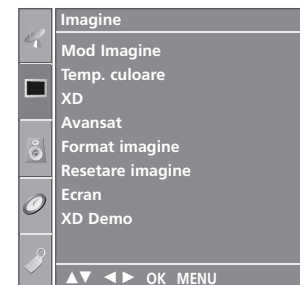 Imagine
Mod Imagine
Temp. culoare
XD
Avansat
Format imagine
Resetare imagine
Ecran
XD Demo
▲▼ ◄► OK MENU